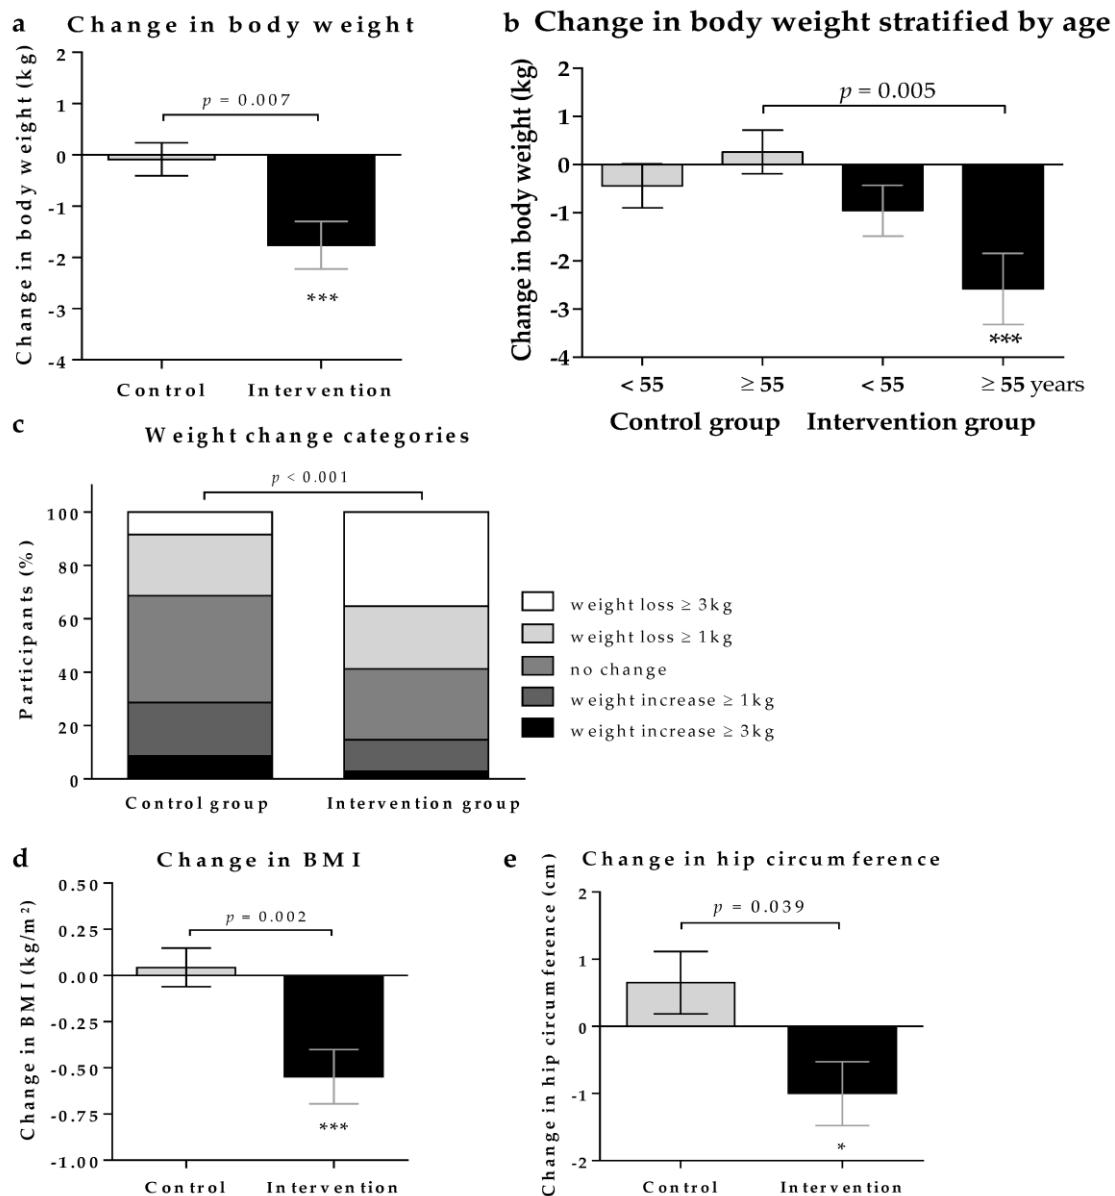 a Change in body weight
Change in body weight (kg)
2
1
0
-1
-2
-3
-4
p = 0.007
***
Control Intervention
b Change in body weight stratified by age
Change in body weight (kg)
2
1
0
-1
-2
-3
-4
p = 0.005
***
< 55 ≥ 55 < 55 ≥ 55 years
Control group Intervention group
c
Weight change categories
Participants (%)
p < 0.001
100
80
60
40
20
0
Control group Intervention group
weight loss ≥ 3kg
weight loss ≥ 1kg
no change
weight increase ≥ 1kg
weight increase ≥ 3kg
d Change in BMI
Change in BMI (kg/m²)
0.50
0.25
0.00
-0.25
-0.50
-0.75
-1.00
p = 0.002
***
Control Intervention
e Change in hip circumference
Change in hip circumference (cm)
2
1
0
-1
-2
p = 0.039
*
Control Intervention